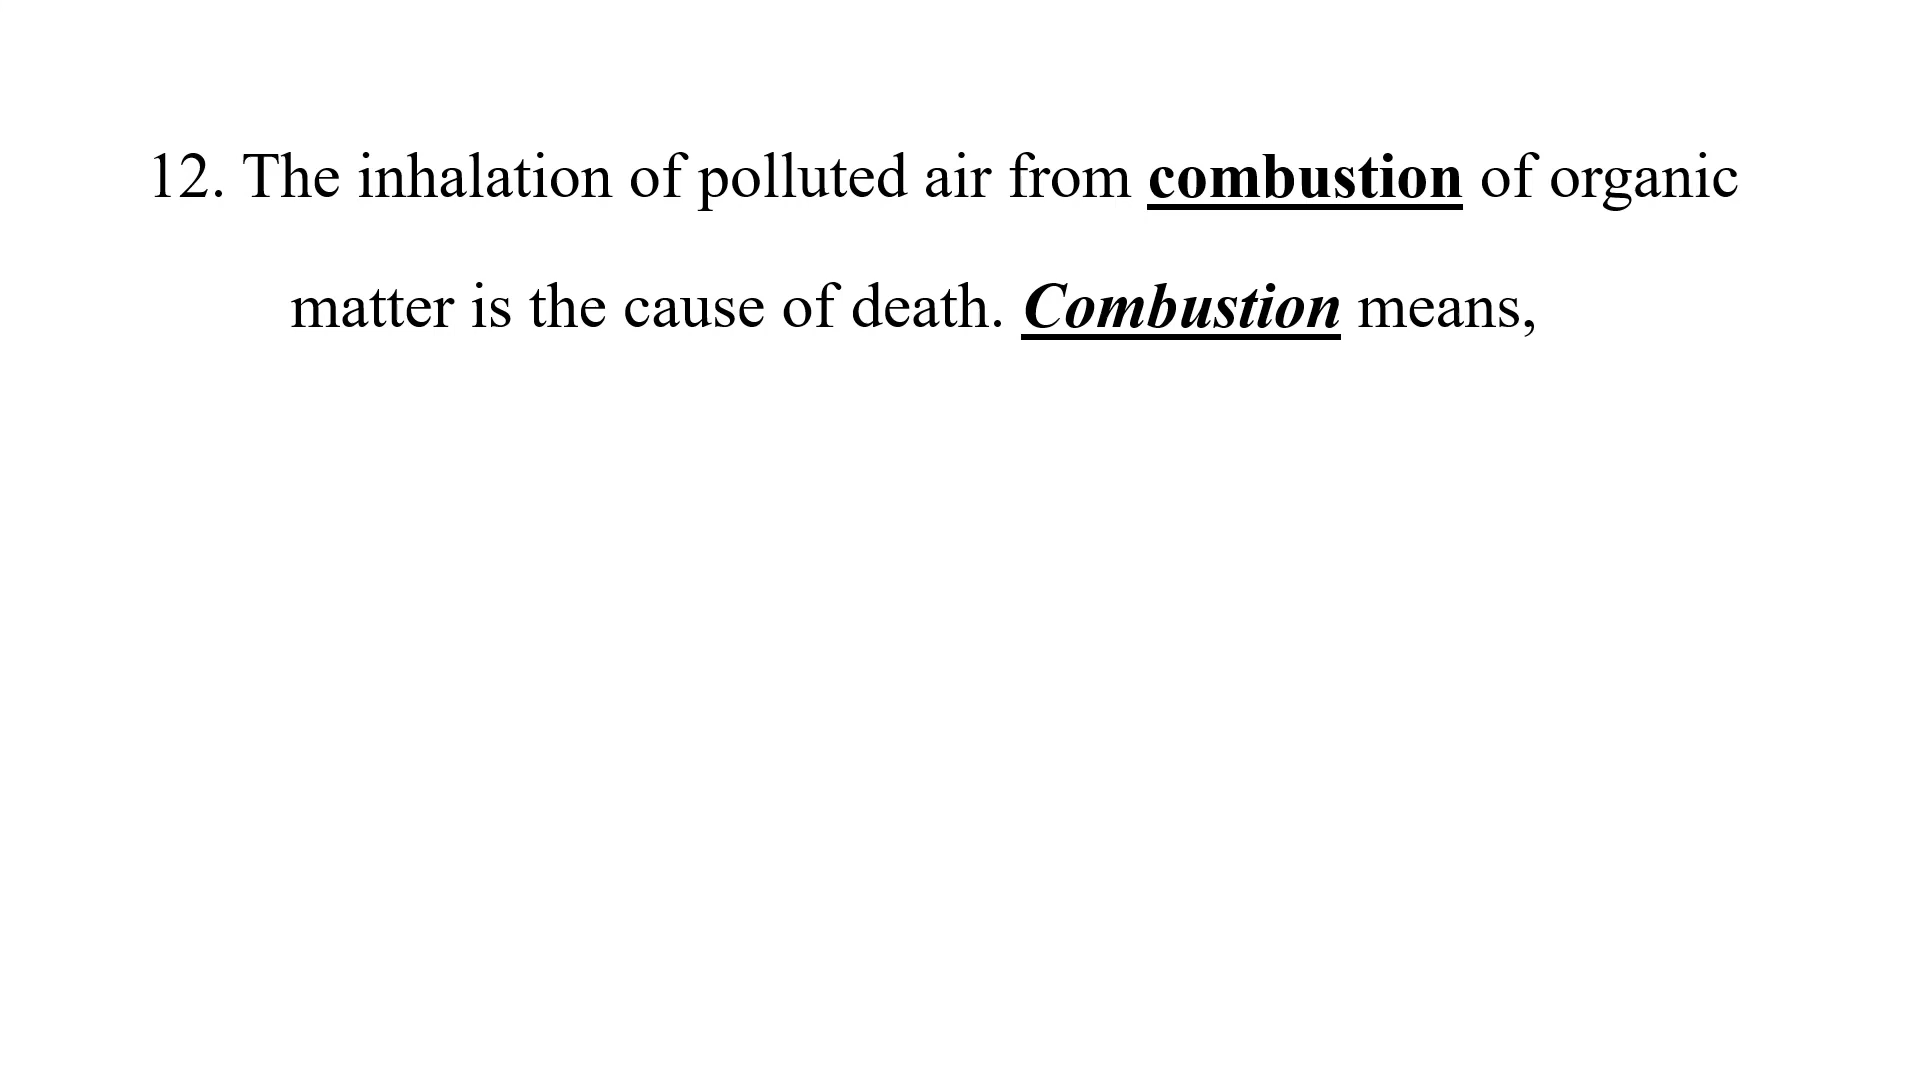 12. The inhalation of polluted air from combustion of organic
matter is the cause of death. Combustion means,